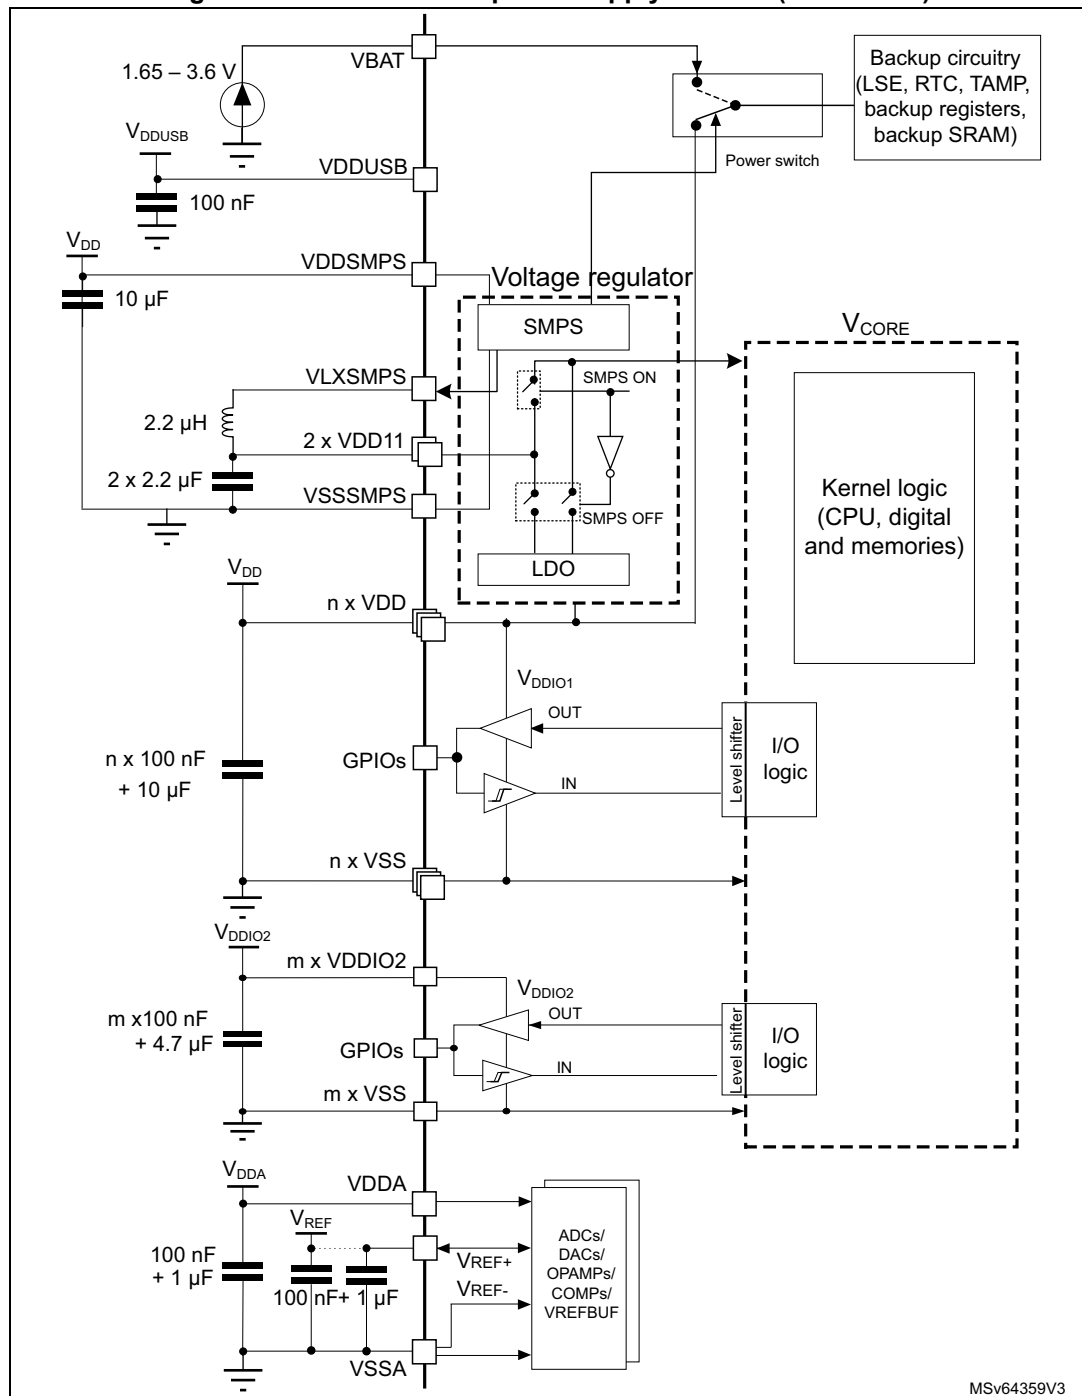 VBAT
1.65 – 3.6 V
Backup circuitry
(LSE, RTC, TAMP,
backup registers,
backup SRAM)
Power switch
VDDUSB
VDDUSB
100 nF
VDD
VDDSMPS
10 µF
Voltage regulator
SMPS
VCORE
VLXSMPS
SMPS ON
2.2 µH
2 x VDD11
2 x 2.2 µF
VSSSMPS
SMPS OFF
Kernel logic
(CPU, digital
and memories)
LDO
VDD
n x VDD
VDDIO1
OUT
GPIOs
IN
Level shifter
I/O
logic
n x 100 nF
+ 10 µF
n x VSS
VDDIO2
m x VDDIO2
VDDIO2
OUT
m x100 nF
+ 4.7 µF
GPIOs
IN
Level shifter
I/O
logic
m x VSS
VDDA
VDDA
VREF
100 nF
+ 1 µF
100 nF+ 1 µF
VREF+
VREF-
ADCs/
DACs/
OPAMPs/
COMPs/
VREFBUF
VSSA
MSv64359V3